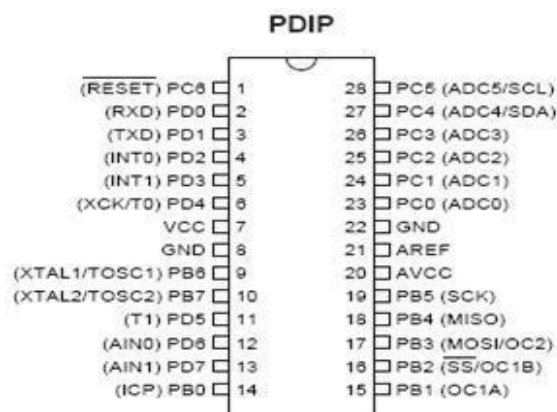 PDIP
(RESET) PC6 1 28 PC5 (ADC5/SCL)
(RXD) PD0 2 27 PC4 (ADC4/SDA)
(TXD) PD1 3 26 PC3 (ADC3)
(INT0) PD2 4 25 PC2 (ADC2)
(INT1) PD3 5 24 PC1 (ADC1)
(XCK/T0) PD4 6 23 PC0 (ADC0)
VCC 7 22 GND
GND 8 21 AREF
(XTAL1/TOSC1) PB6 9 20 AVCC
(XTAL2/TOSC2) PB7 10 19 PB5 (SCK)
(T1) PD5 11 18 PB4 (MISO)
(AIN0) PD6 12 17 PB3 (MOSI/OC2)
(AIN1) PD7 13 16 PB2 (SS/OC1B)
(ICP) PB0 14 15 PB1 (OC1A)